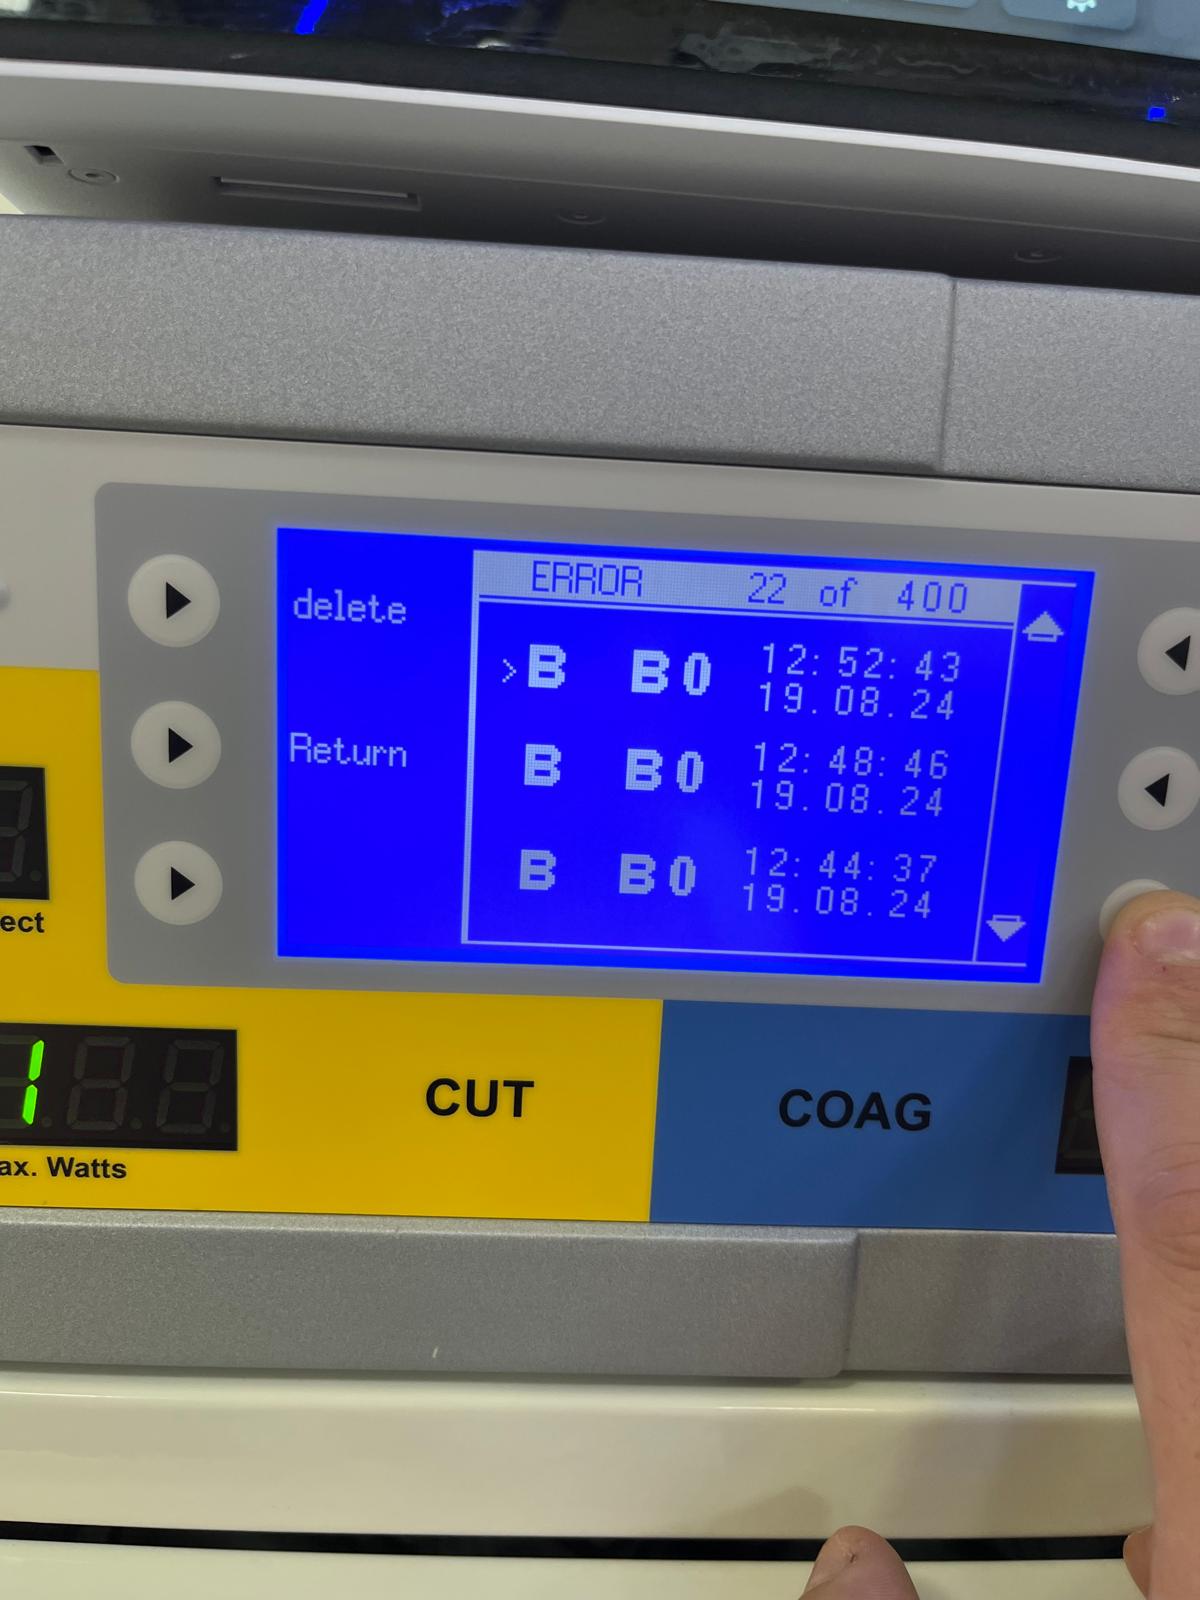 delete
Return
ERROR 22 of 400
>B B0 12:52:43
19.08.24
B B0 12:48:46
19.08.24
B B0 12:44:37
19.08.24
ect
1
ax. Watts
CUT
COAG